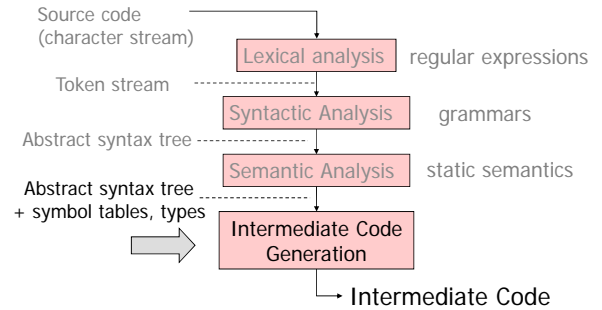 Source code
(character stream)
Lexical analysis
regular expressions
Token stream
Syntactic Analysis
grammars
Abstract syntax tree
Semantic Analysis
static semantics
Abstract syntax tree
+ symbol tables, types
Intermediate Code
Generation
Intermediate Code